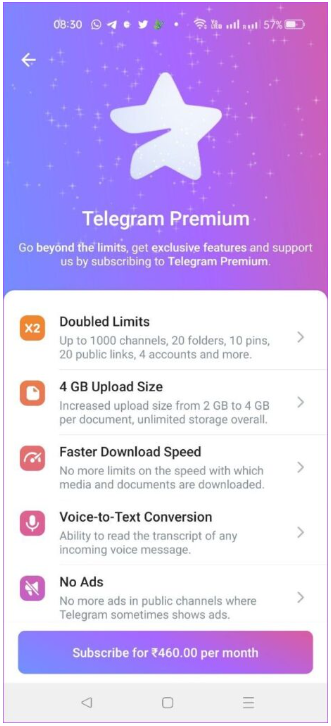 08:30 57%
Telegram Premium
Go beyond the limits, get exclusive features and support
us by subscribing to Telegram Premium.
X2
Doubled Limits
Up to 1000 channels, 20 folders, 10 pins,
20 public links, 4 accounts and more.
4 GB Upload Size
Increased upload size from 2 GB to 4 GB
per document, unlimited storage overall.
Faster Download Speed
No more limits on the speed with which
media and documents are downloaded.
Voice-to-Text Conversion
Ability to read the transcript of any
incoming voice message.
No Ads
No more ads in public channels where
Telegram sometimes shows ads.
Subscribe for ₹460.00 per month